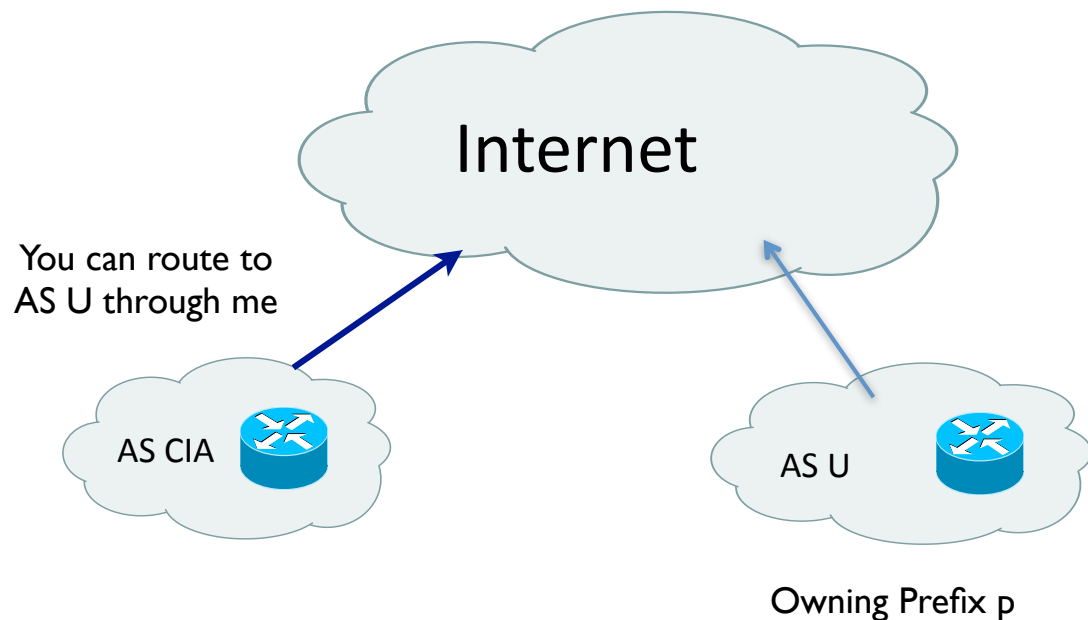 Internet
You can route to
AS U through me
AS CIA
AS U
Owning Prefix p